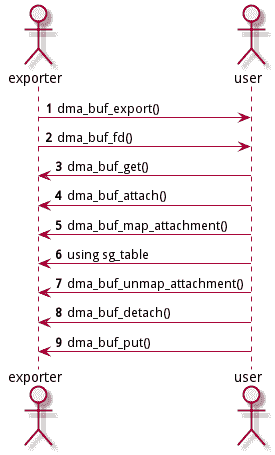 exporter user
1 dma_buf_export()
2 dma_buf_fd()
3 dma_buf_get()
4 dma_buf_attach()
5 dma_buf_map_attachment()
6 using sg_table
7 dma_buf_unmap_attachment()
8 dma_buf_detach()
9 dma_buf_put()
exporter user